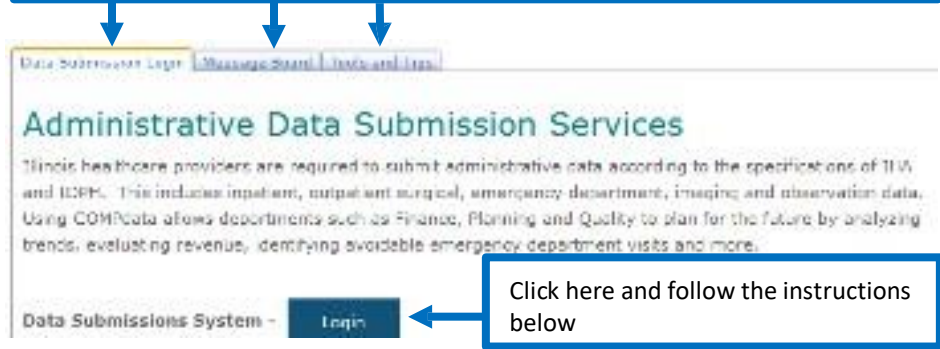 Data Submission Login Message Board Tools and Tips
Administrative Data Submission Services
Illinois healthcare providers are required to submit administrative data according to the specifications of IHA
and IDPH. This includes inpatient, outpatient surgical, emergency department, imaging and observation data.
Using COMPdata allows departments such as Finance, Planning and Quality to plan for the future by analyzing
trends, evaluating revenue, identifying avoidable emergency department visits and more.
Click here and follow the instructions
below
Data Submissions System - Login